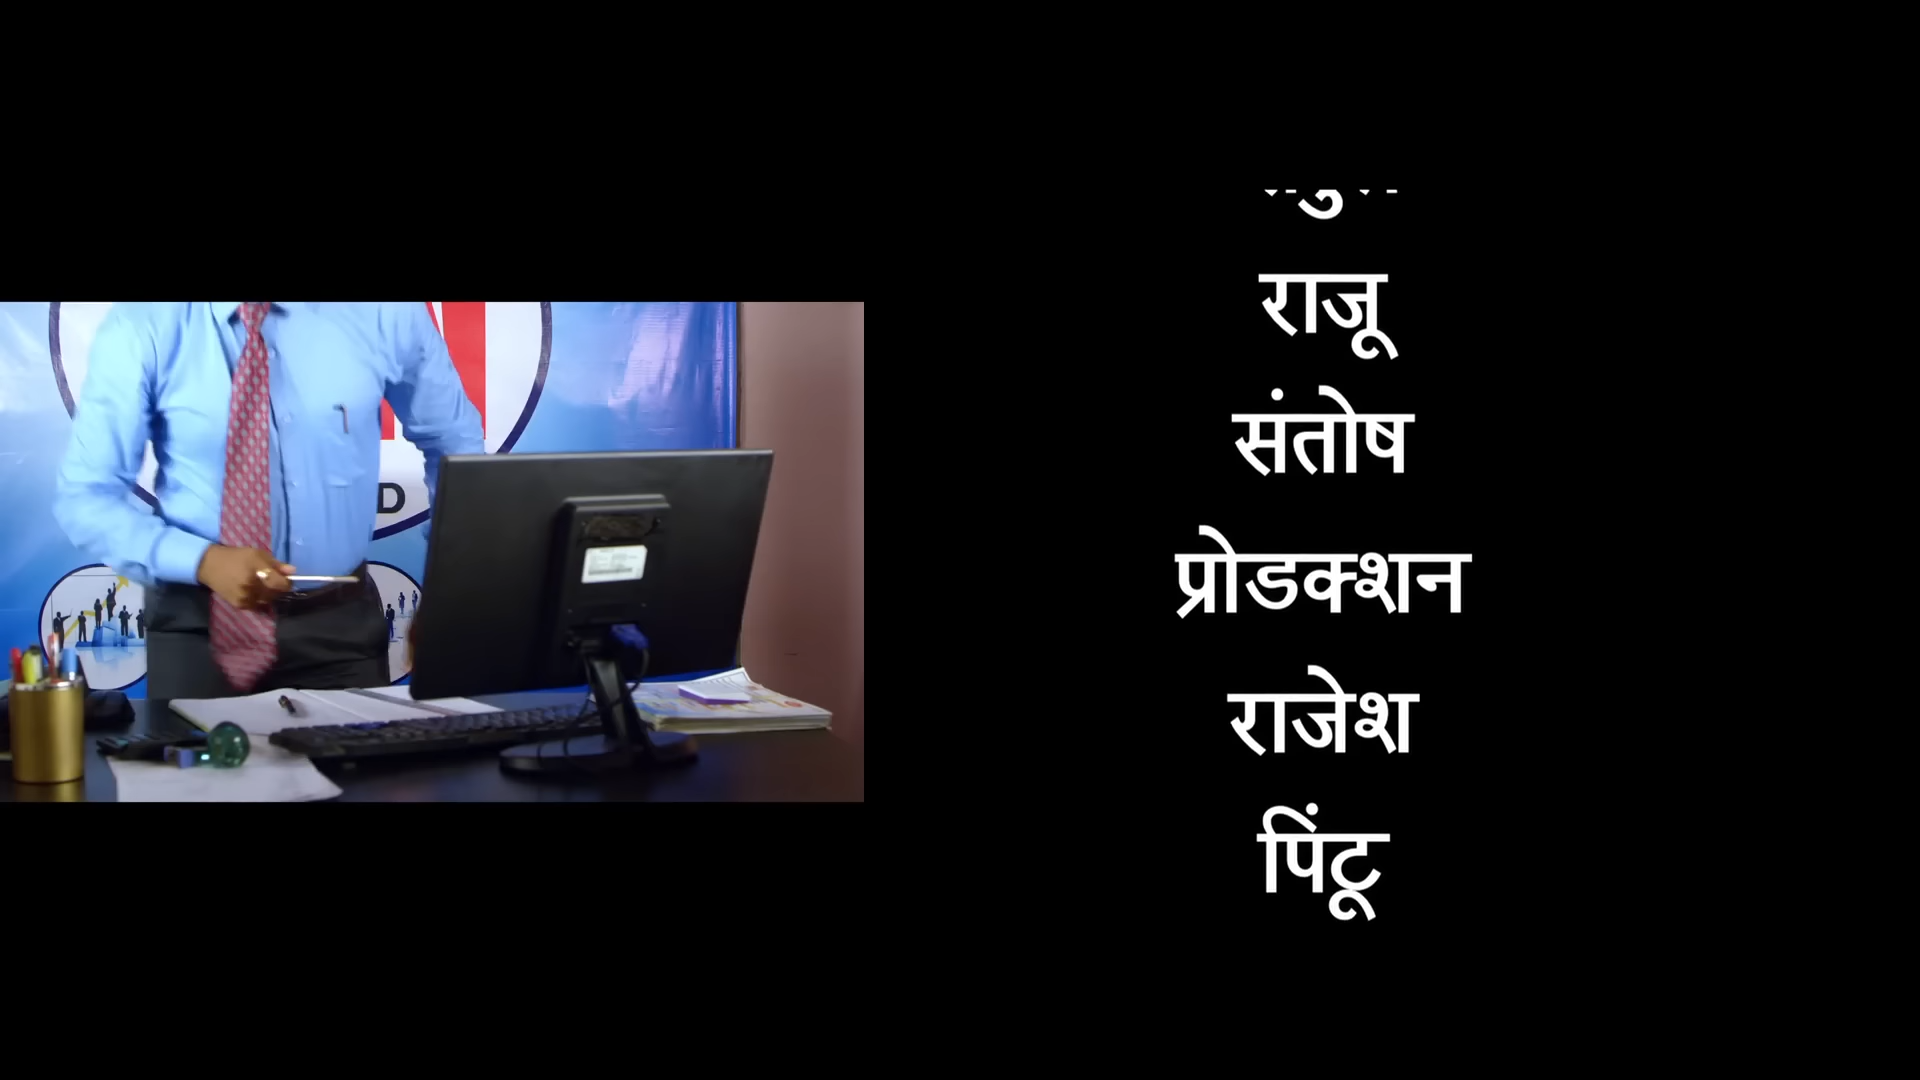 D
राजू
संतोष
प्रोडक्शन
राजेश
पिंटू